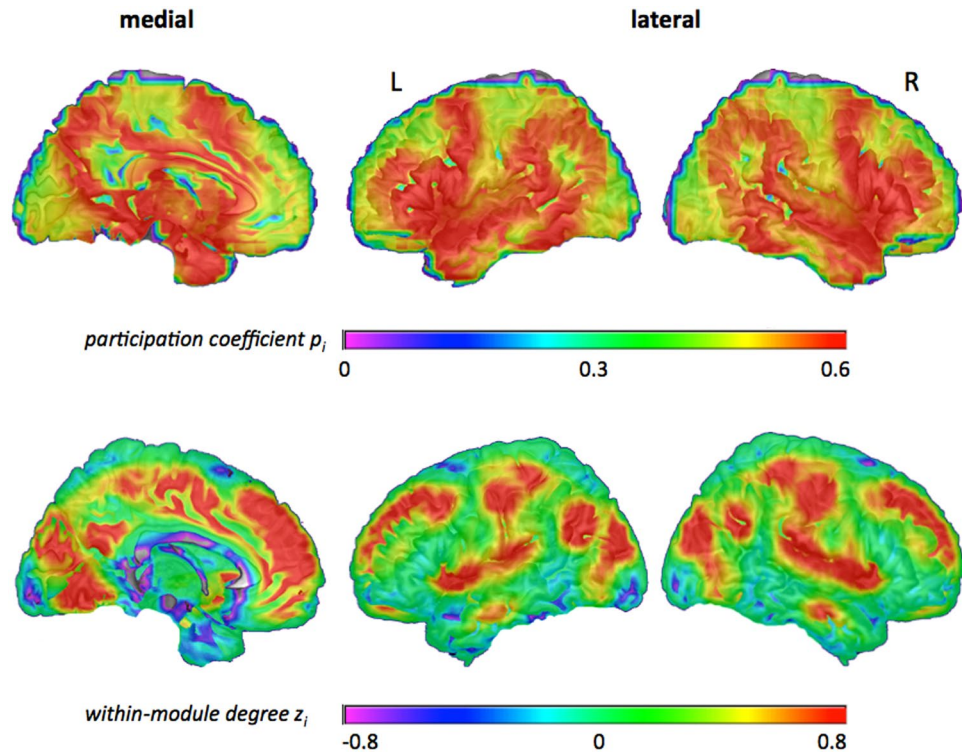 medial
lateral
L
R
participation coefficient pᵢ
0
0.3
0.6
within-module degree zᵢ
-0.8
0
0.8